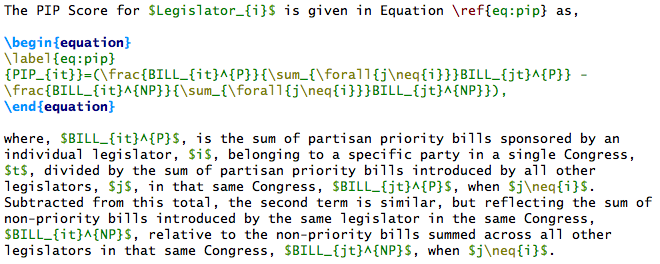 The PIP Score for $Legislator_{i}$ is given in Equation \ref{eq:pip} as,
\begin{equation}
\label{eq:pip}
{PIP_{it}}=(\frac{BILL_{it}^{P}}{\sum_{\forall{j\neq{i}}}BILL_{jt}^{P}} -
\frac{BILL_{it}^{NP}}{\sum_{\forall{j\neq{i}}}BILL_{jt}^{NP}}),
\end{equation}
where, $BILL_{it}^{P}$, is the sum of partisan priority bills sponsored by an
individual legislator, $i$, belonging to a specific party in a single Congress,
$t$, divided by the sum of partisan priority bills introduced by all other
legislators, $j$, in that same Congress, $BILL_{jt}^{P}$, when $j\neq{i}$.
Subtracted from this total, the second term is similar, but reflecting the sum of
non-priority bills introduced by the same legislator in the same Congress,
$BILL_{it}^{NP}$, relative to the non-priority bills summed across all other
legislators in that same Congress, $BILL_{jt}^{NP}$, when $j\neq{i}$.